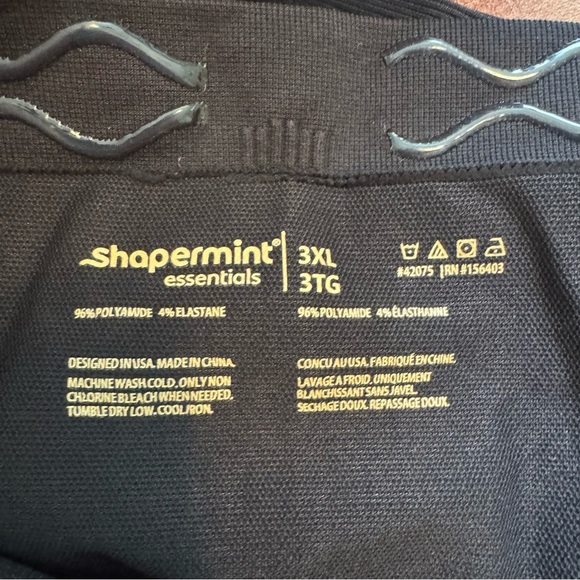 shapermint®
essentials
3XL
3TG
#42075 | RN #156403
96% POLYAMIDE 4% ELASTANE
96% POLYAMIDE 4% ÉLASTHANNE
DESIGNED IN USA. MADE IN CHINA.
MACHINE WASH COLD, ONLY NON
CHLORINE BLEACH WHEN NEEDED.
TUMBLE DRY LOW. COOL IRON.
CONCU AU USA. FABRIQUÉ EN CHINE.
LAVAGE A FROID, UNIQUEMENT
BLANCHISSANT SANS JAVEL.
SECHAGE DOUX. REPASSAGE DOUX.